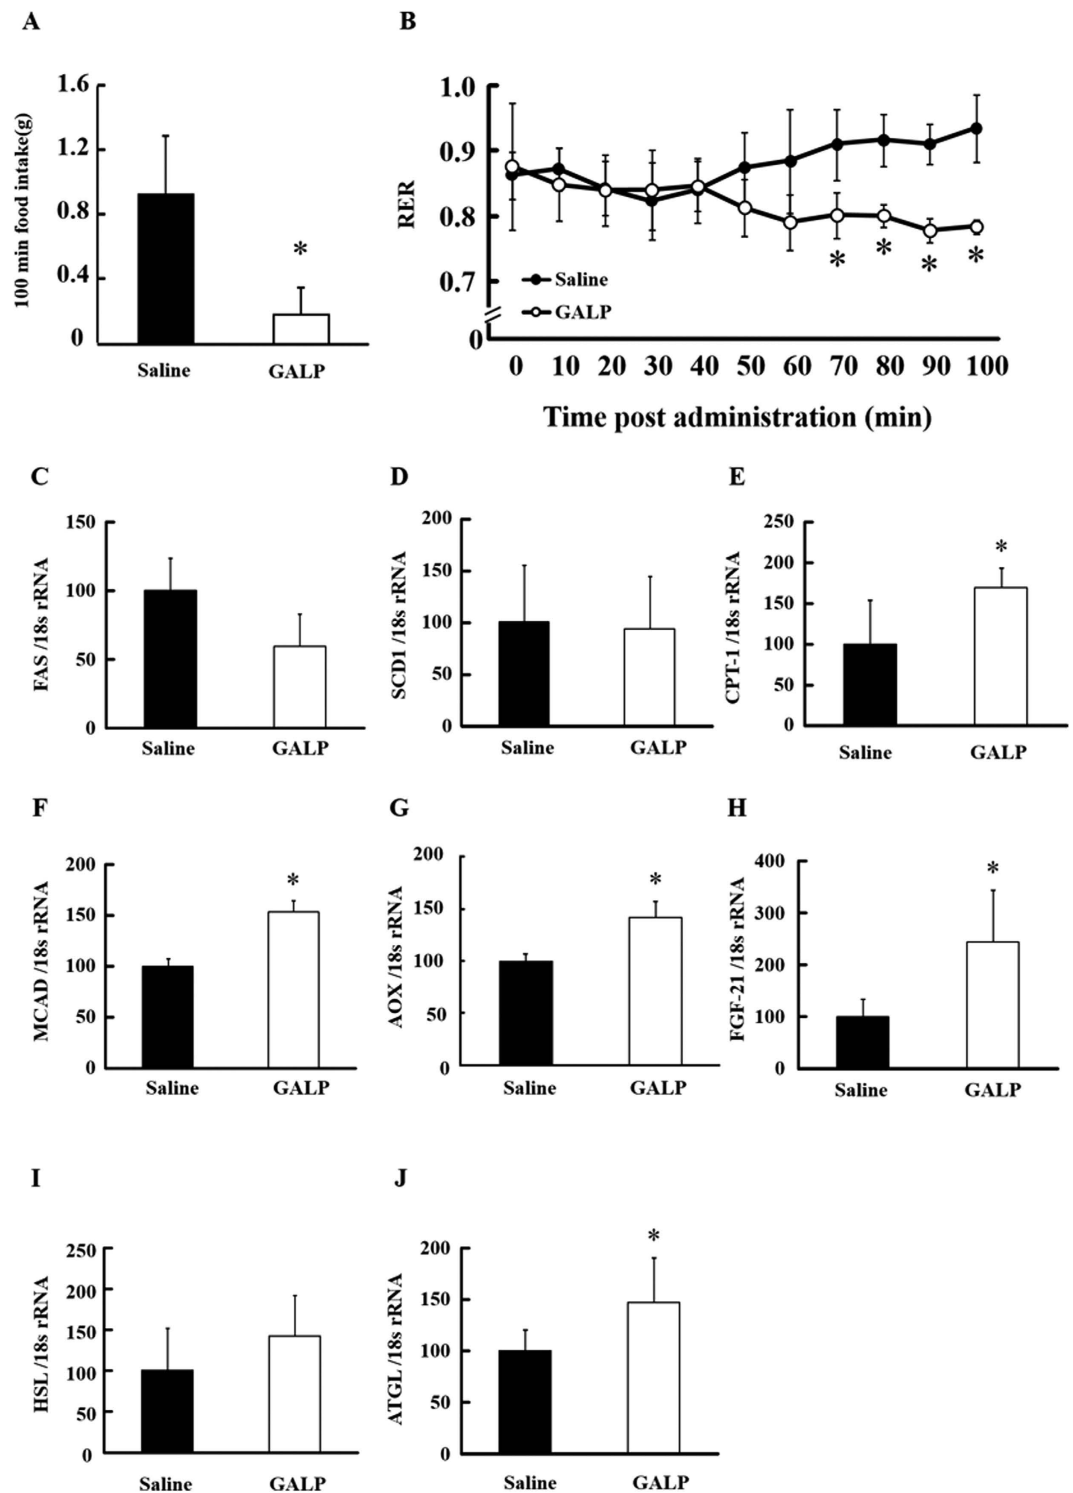 A
100 min food intake(g)
1.6
1.2
0.8
0.4
0
*
Saline
GALP
B
RER
1.0
0.9
0.8
0.7
0
Saline
GALP
* * * *
0 10 20 30 40 50 60 70 80 90 100
Time post administration (min)
C
FAS /18s rRNA
150
100
50
0
Saline
GALP
D
SCD1 /18s rRNA
200
150
100
50
0
Saline
GALP
E
CPT-1 /18s rRNA
250
200
150
100
50
0
*
Saline
GALP
F
MCAD /18s rRNA
200
150
100
50
0
*
Saline
GALP
G
AOX /18s rRNA
200
150
100
50
0
*
Saline
GALP
H
FGF-21 /18s rRNA
400
300
200
100
0
*
Saline
GALP
I
HSL /18s rRNA
250
200
150
100
50
0
Saline
GALP
J
ATGL /18s rRNA
200
150
100
50
0
*
Saline
GALP